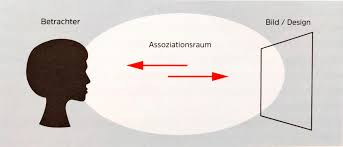 Betrachter
Bild / Design
Assoziationsraum